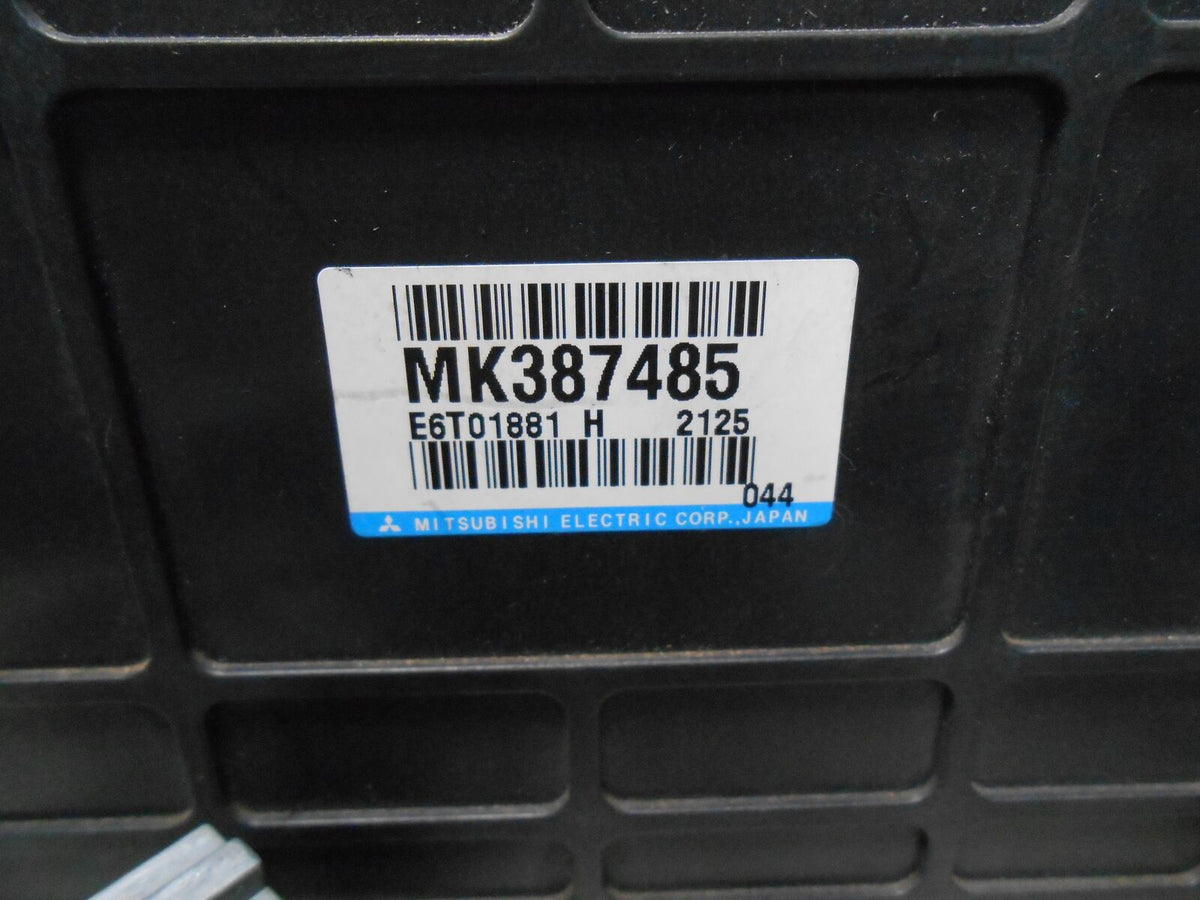 MK387485
E6T01881 H 2125
044
MITSUBISHI ELECTRIC CORP.,JAPAN